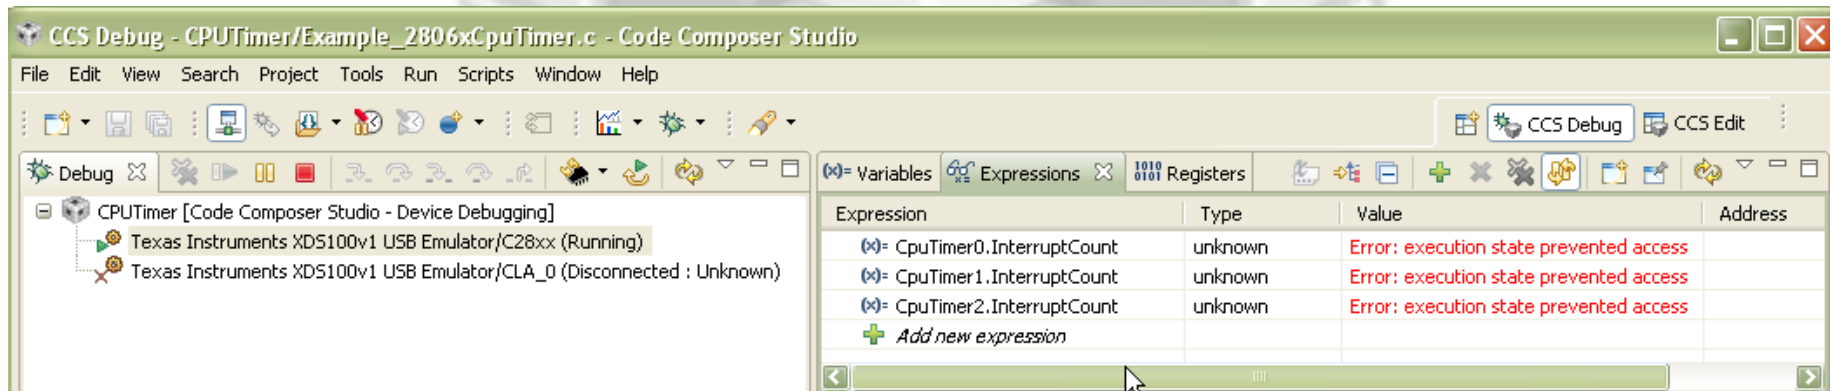 CCS Debug - CPUTimer/Example_2806xCpuTimer.c - Code Composer Studio
File Edit View Search Project Tools Run Scripts Window Help
CCS Debug CCS Edit
Debug
(x)= Variables Expressions 1010 0101 Registers
CPUTimer [Code Composer Studio - Device Debugging]
Texas Instruments XDS100v1 USB Emulator/C28xx (Running)
Texas Instruments XDS100v1 USB Emulator/CLA_0 (Disconnected : Unknown)
Expression Type Value Address
(x)= CpuTimer0.InterruptCount unknown Error: execution state prevented access
(x)= CpuTimer1.InterruptCount unknown Error: execution state prevented access
(x)= CpuTimer2.InterruptCount unknown Error: execution state prevented access
Add new expression